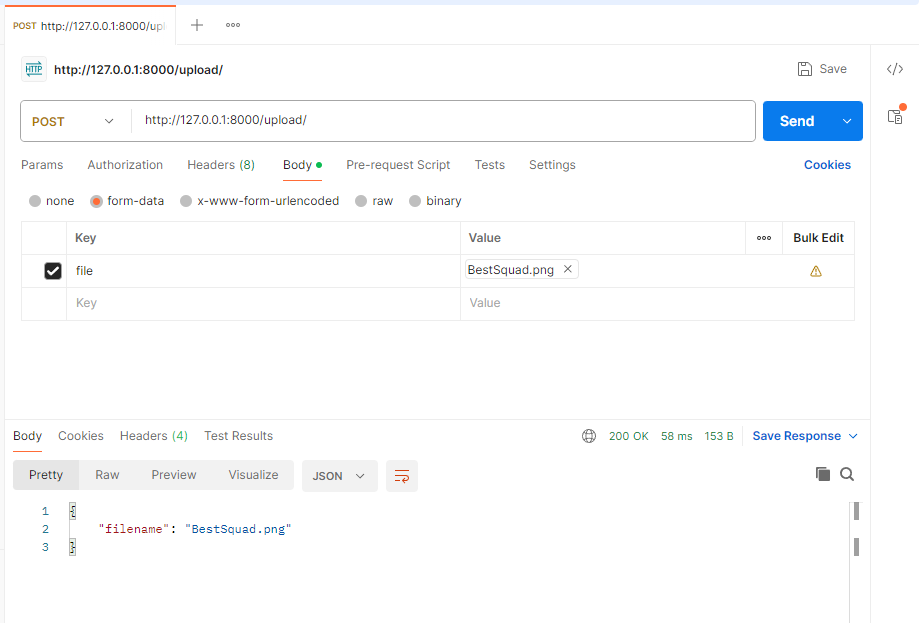 POST http://127.0.0.1:8000/upl
HTTP http://127.0.0.1:8000/upload/ Save
POST http://127.0.0.1:8000/upload/ Send
Params Authorization Headers (8) Body Pre-request Script Tests Settings Cookies
none form-data x-www-form-urlencoded raw binary
Key Value Bulk Edit
file BestSquad.png
Key Value
Body Cookies Headers (4) Test Results 200 OK 58 ms 153 B Save Response
Pretty Raw Preview Visualize JSON
1 {
2 "filename": "BestSquad.png"
3 }